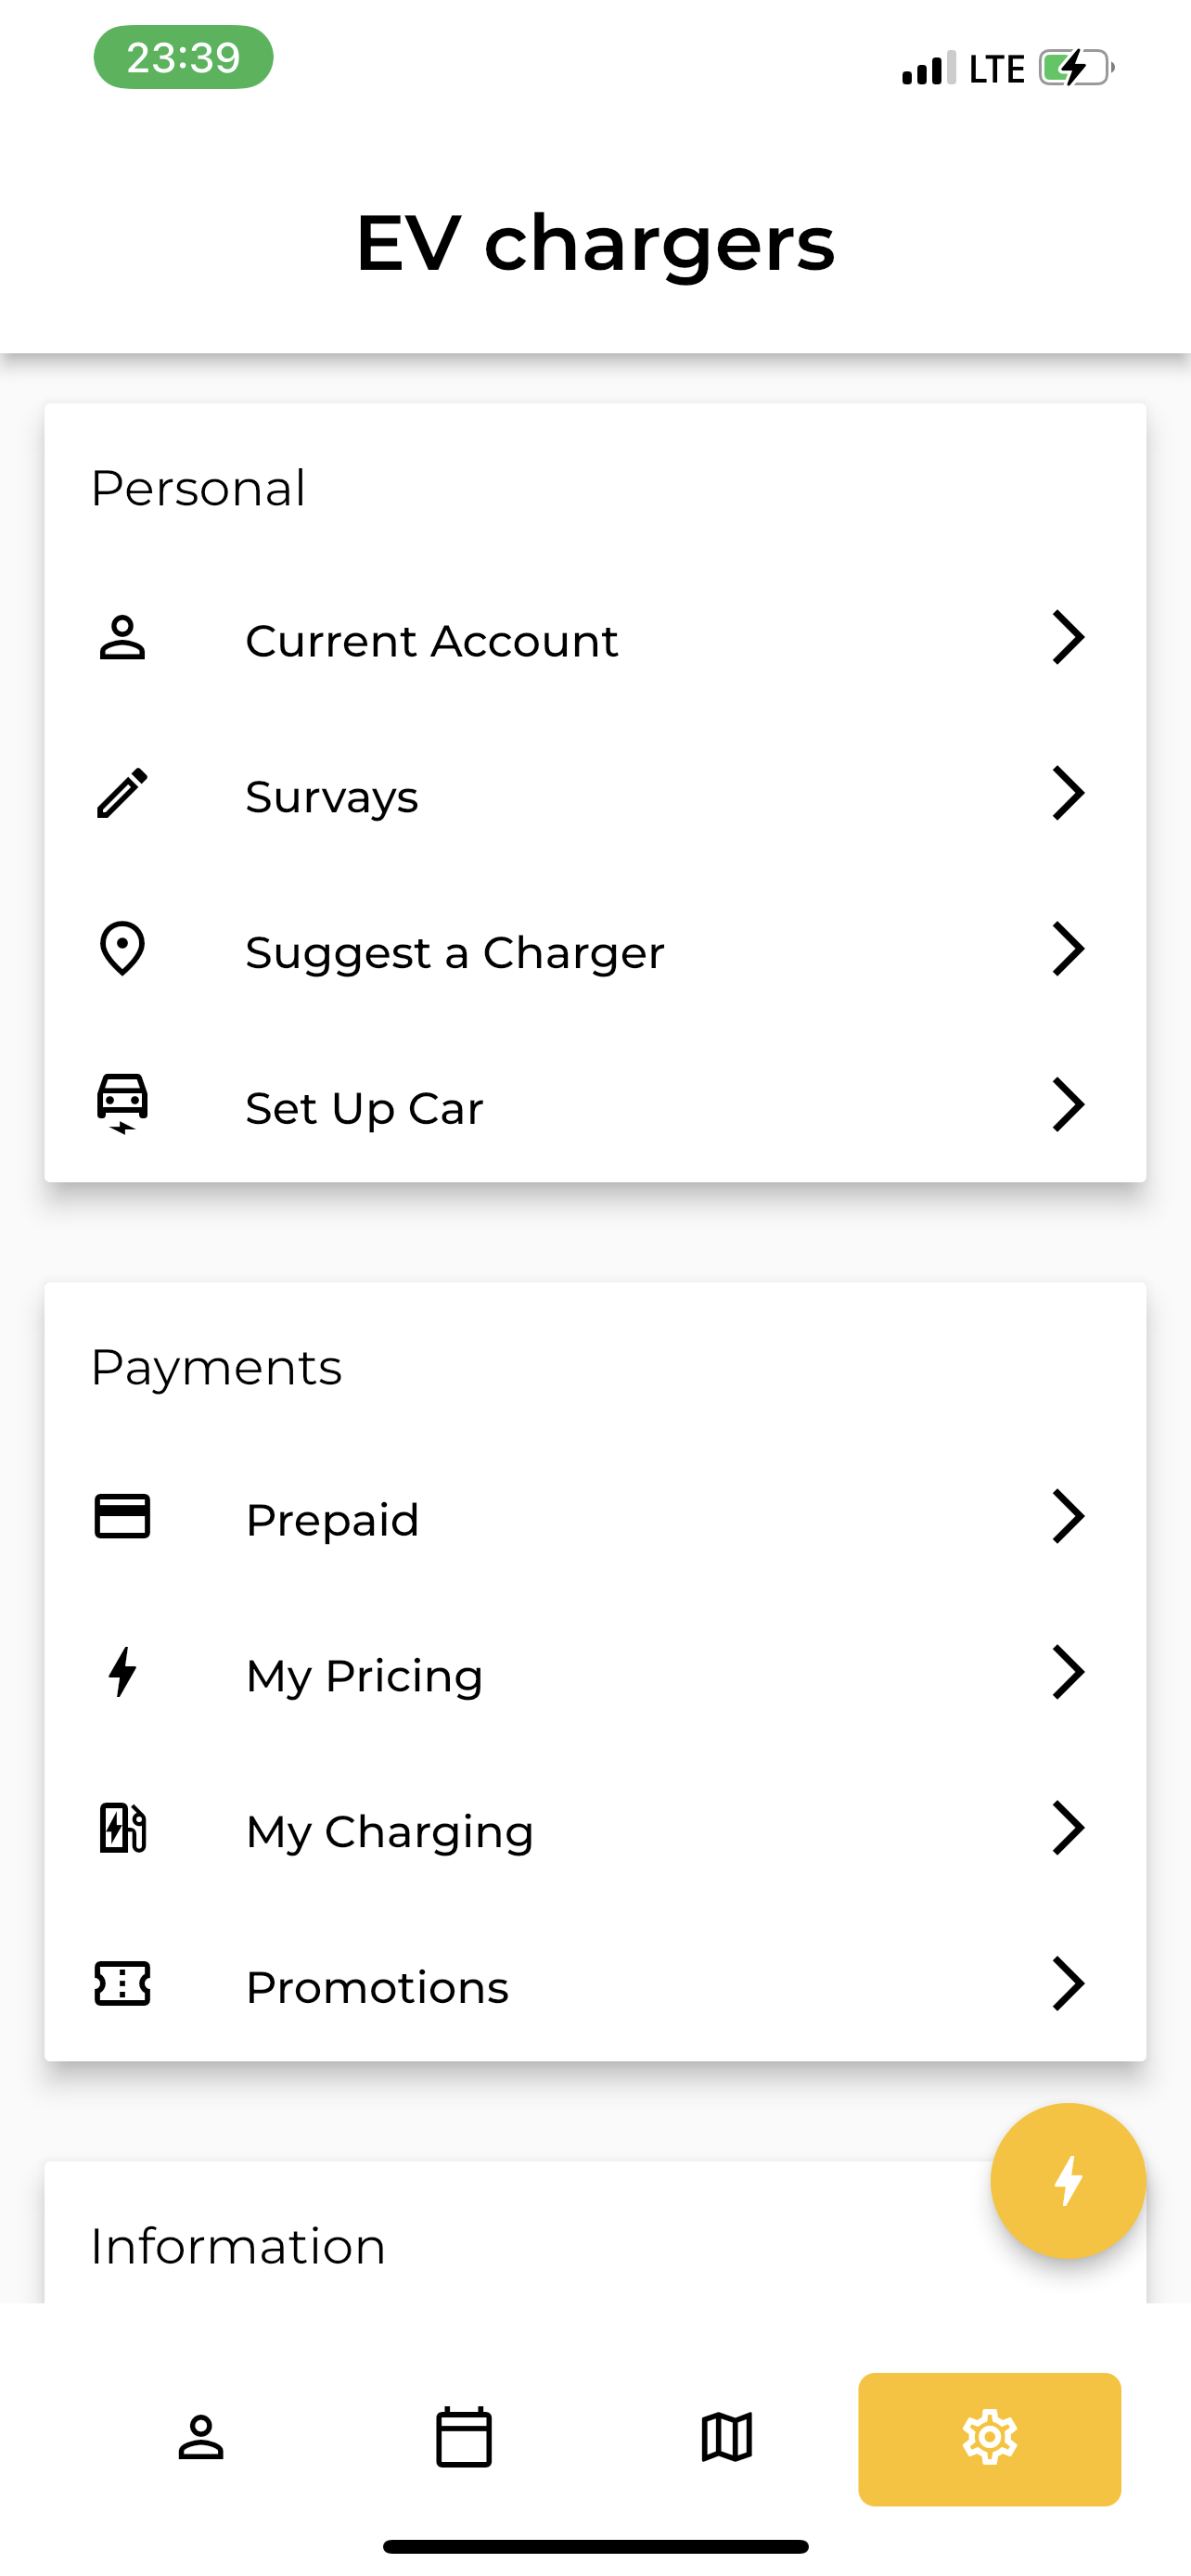 23:39
LTE
EV chargers
Personal
Current Account
Survays
Suggest a Charger
Set Up Car
Payments
Prepaid
My Pricing
My Charging
Promotions
Information